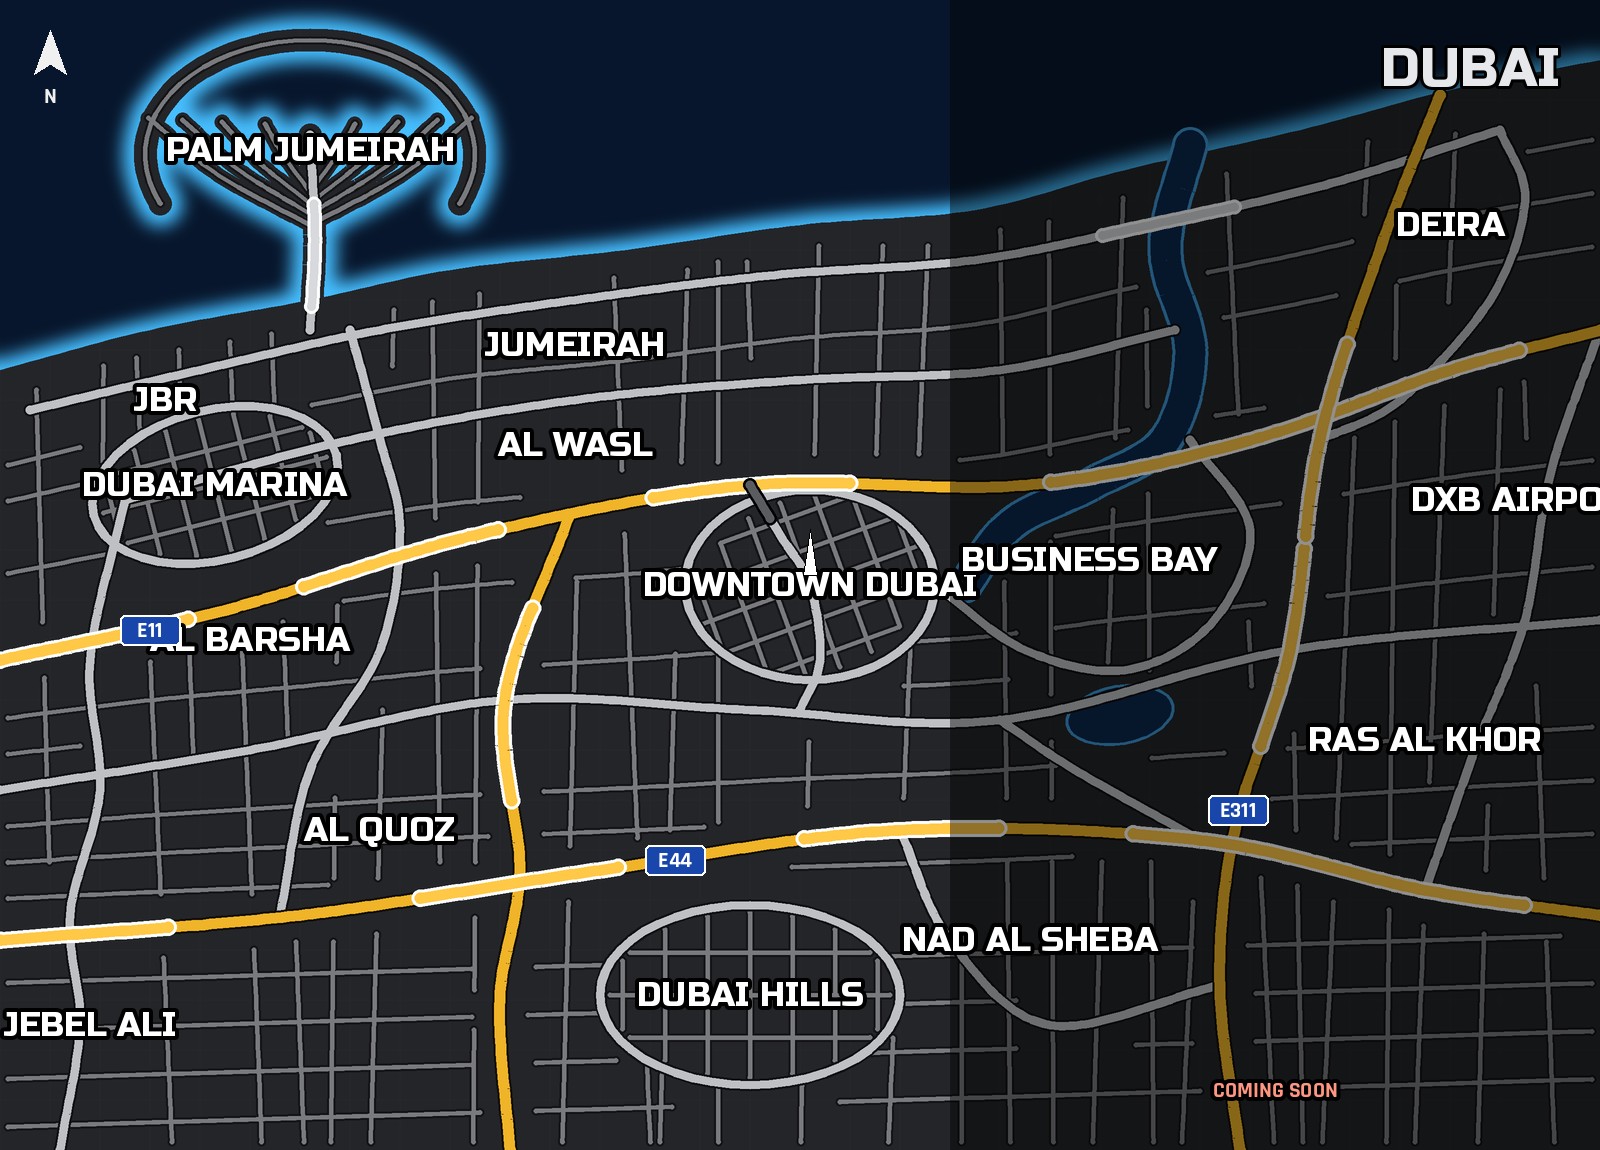 DUBAI
N
PALM JUMEIRAH
DEIRA
JUMEIRAH
JBR
AL WASL
DUBAI MARINA
DXB AIRPO
BUSINESS BAY
DOWNTOWN DUBAI
E11
AL BARSHA
RAS AL KHOR
E311
AL QUOZ
E44
NAD AL SHEBA
DUBAI HILLS
JEBEL ALI
COMING SOON